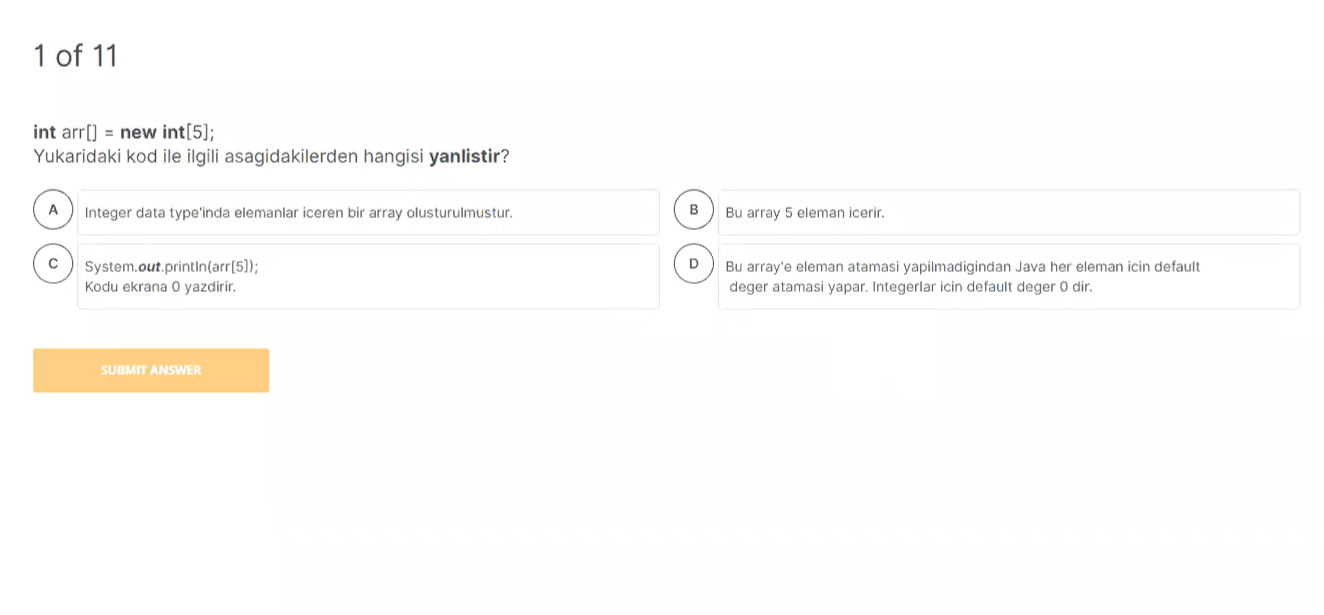 1 of 11
int arr[] = new int[5];
Yukaridaki kod ile ilgili asagidakilerden hangisi yanlistir?
A Integer data type'inda elemanlar iceren bir array olusturulmustur.
B Bu array 5 eleman icerir.
C System.out.println(arr[5]);
Kodu ekrana 0 yazdirir.
D Bu array'e eleman atamasi yapilmadigindan Java her eleman icin default
deger atamasi yapar. Integerlar icin default deger 0 dir.
SUBMIT ANSWER